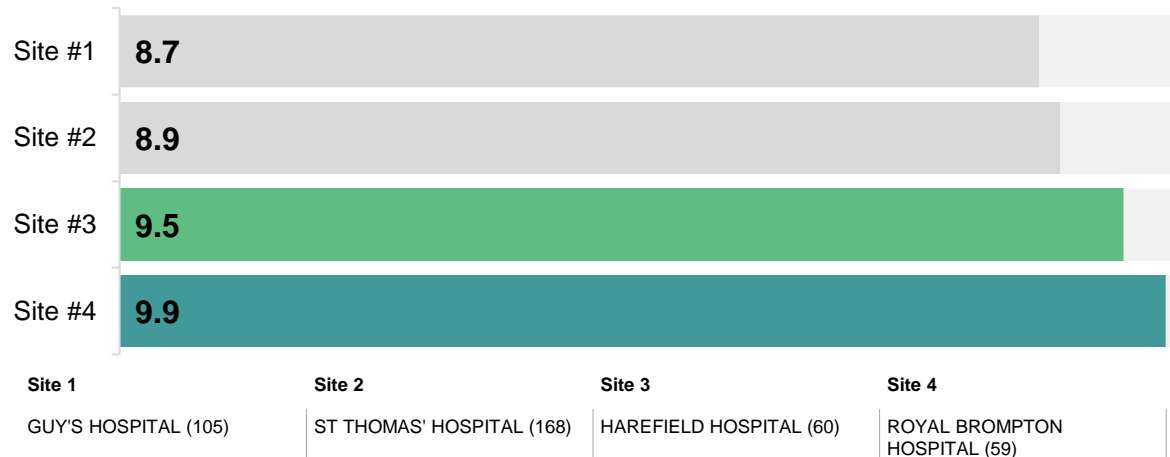 Site #1 8.7
Site #2 8.9
Site #3 9.5
Site #4 9.9
Site 1 Site 2 Site 3 Site 4
GUY'S HOSPITAL (105) ST THOMAS' HOSPITAL (168) HAREFIELD HOSPITAL (60) ROYAL BROMPTON
HOSPITAL (59)